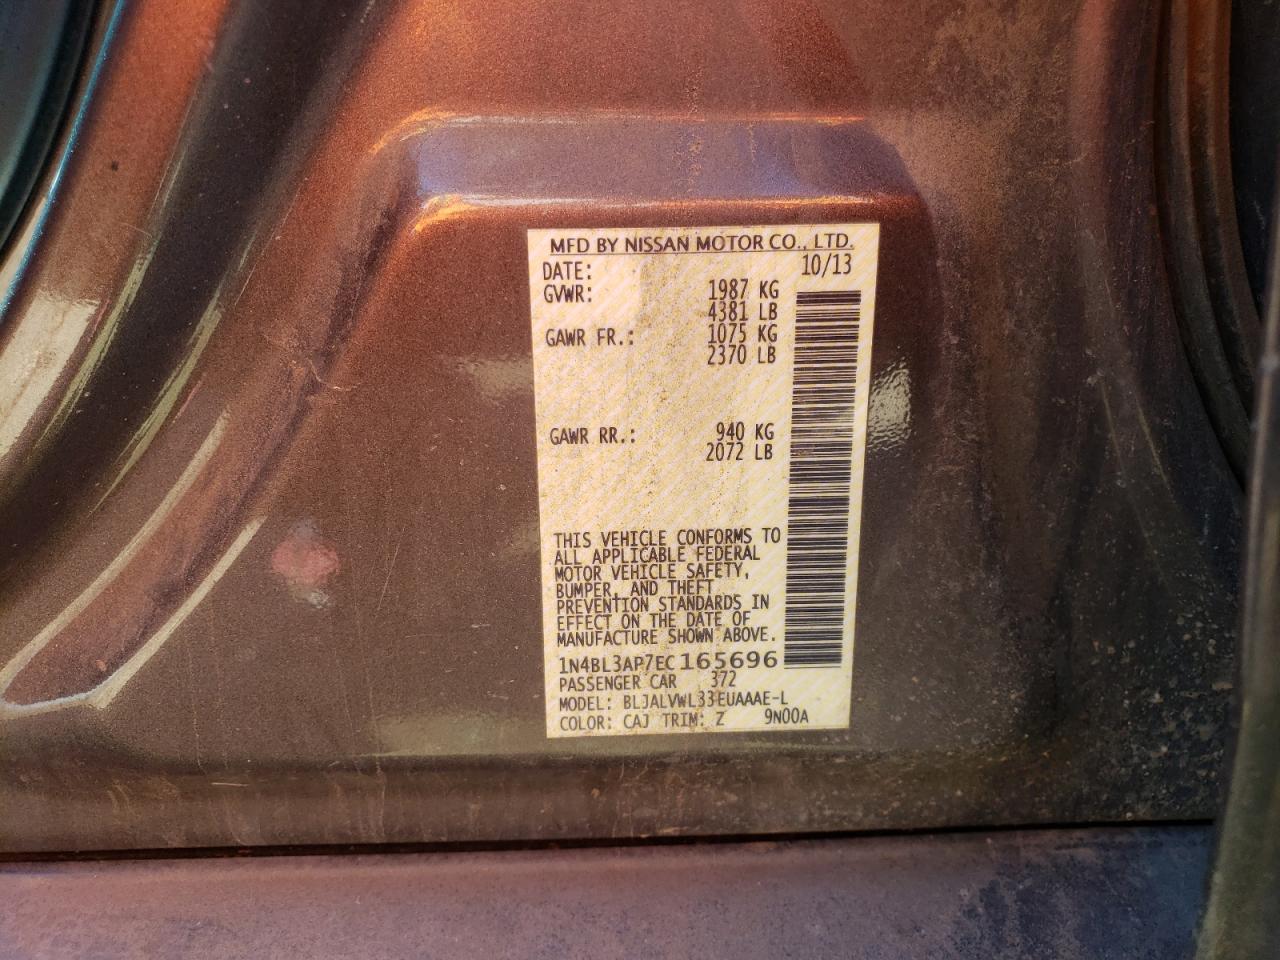 MFD BY NISSAN MOTOR CO., LTD.
DATE: 10/13
GVWR: 1987 KG
4381 LB
GAWR FR.: 1075 KG
2370 LB
GAWR RR.: 940 KG
2072 LB
THIS VEHICLE CONFORMS TO
ALL APPLICABLE FEDERAL
MOTOR VEHICLE SAFETY,
BUMPER, AND THEFT
PREVENTION STANDARDS IN
EFFECT ON THE DATE OF
MANUFACTURE SHOWN ABOVE.
1N4BL3AP7EC165696
PASSENGER CAR 372
MODEL: BLJALVWL33EUAAAE-L
COLOR: CAJ TRIM: Z 9N00A